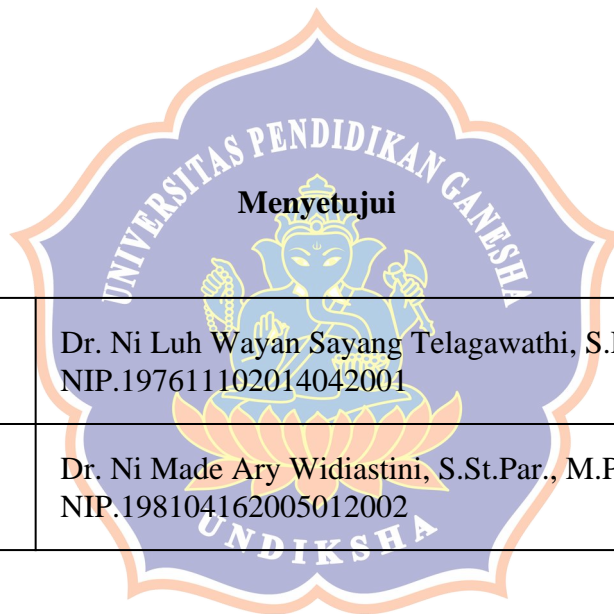 UNIVERSITAS PENDIDIKAN GANESHA
Menyetujui
Dr. Ni Luh Wayan Sayang Telagawathi, S.
NIP.197611102014042001
Dr. Ni Made Ary Widiastini, S.St.Par., M.P
NIP.198104162005012002
UNDIKSHA